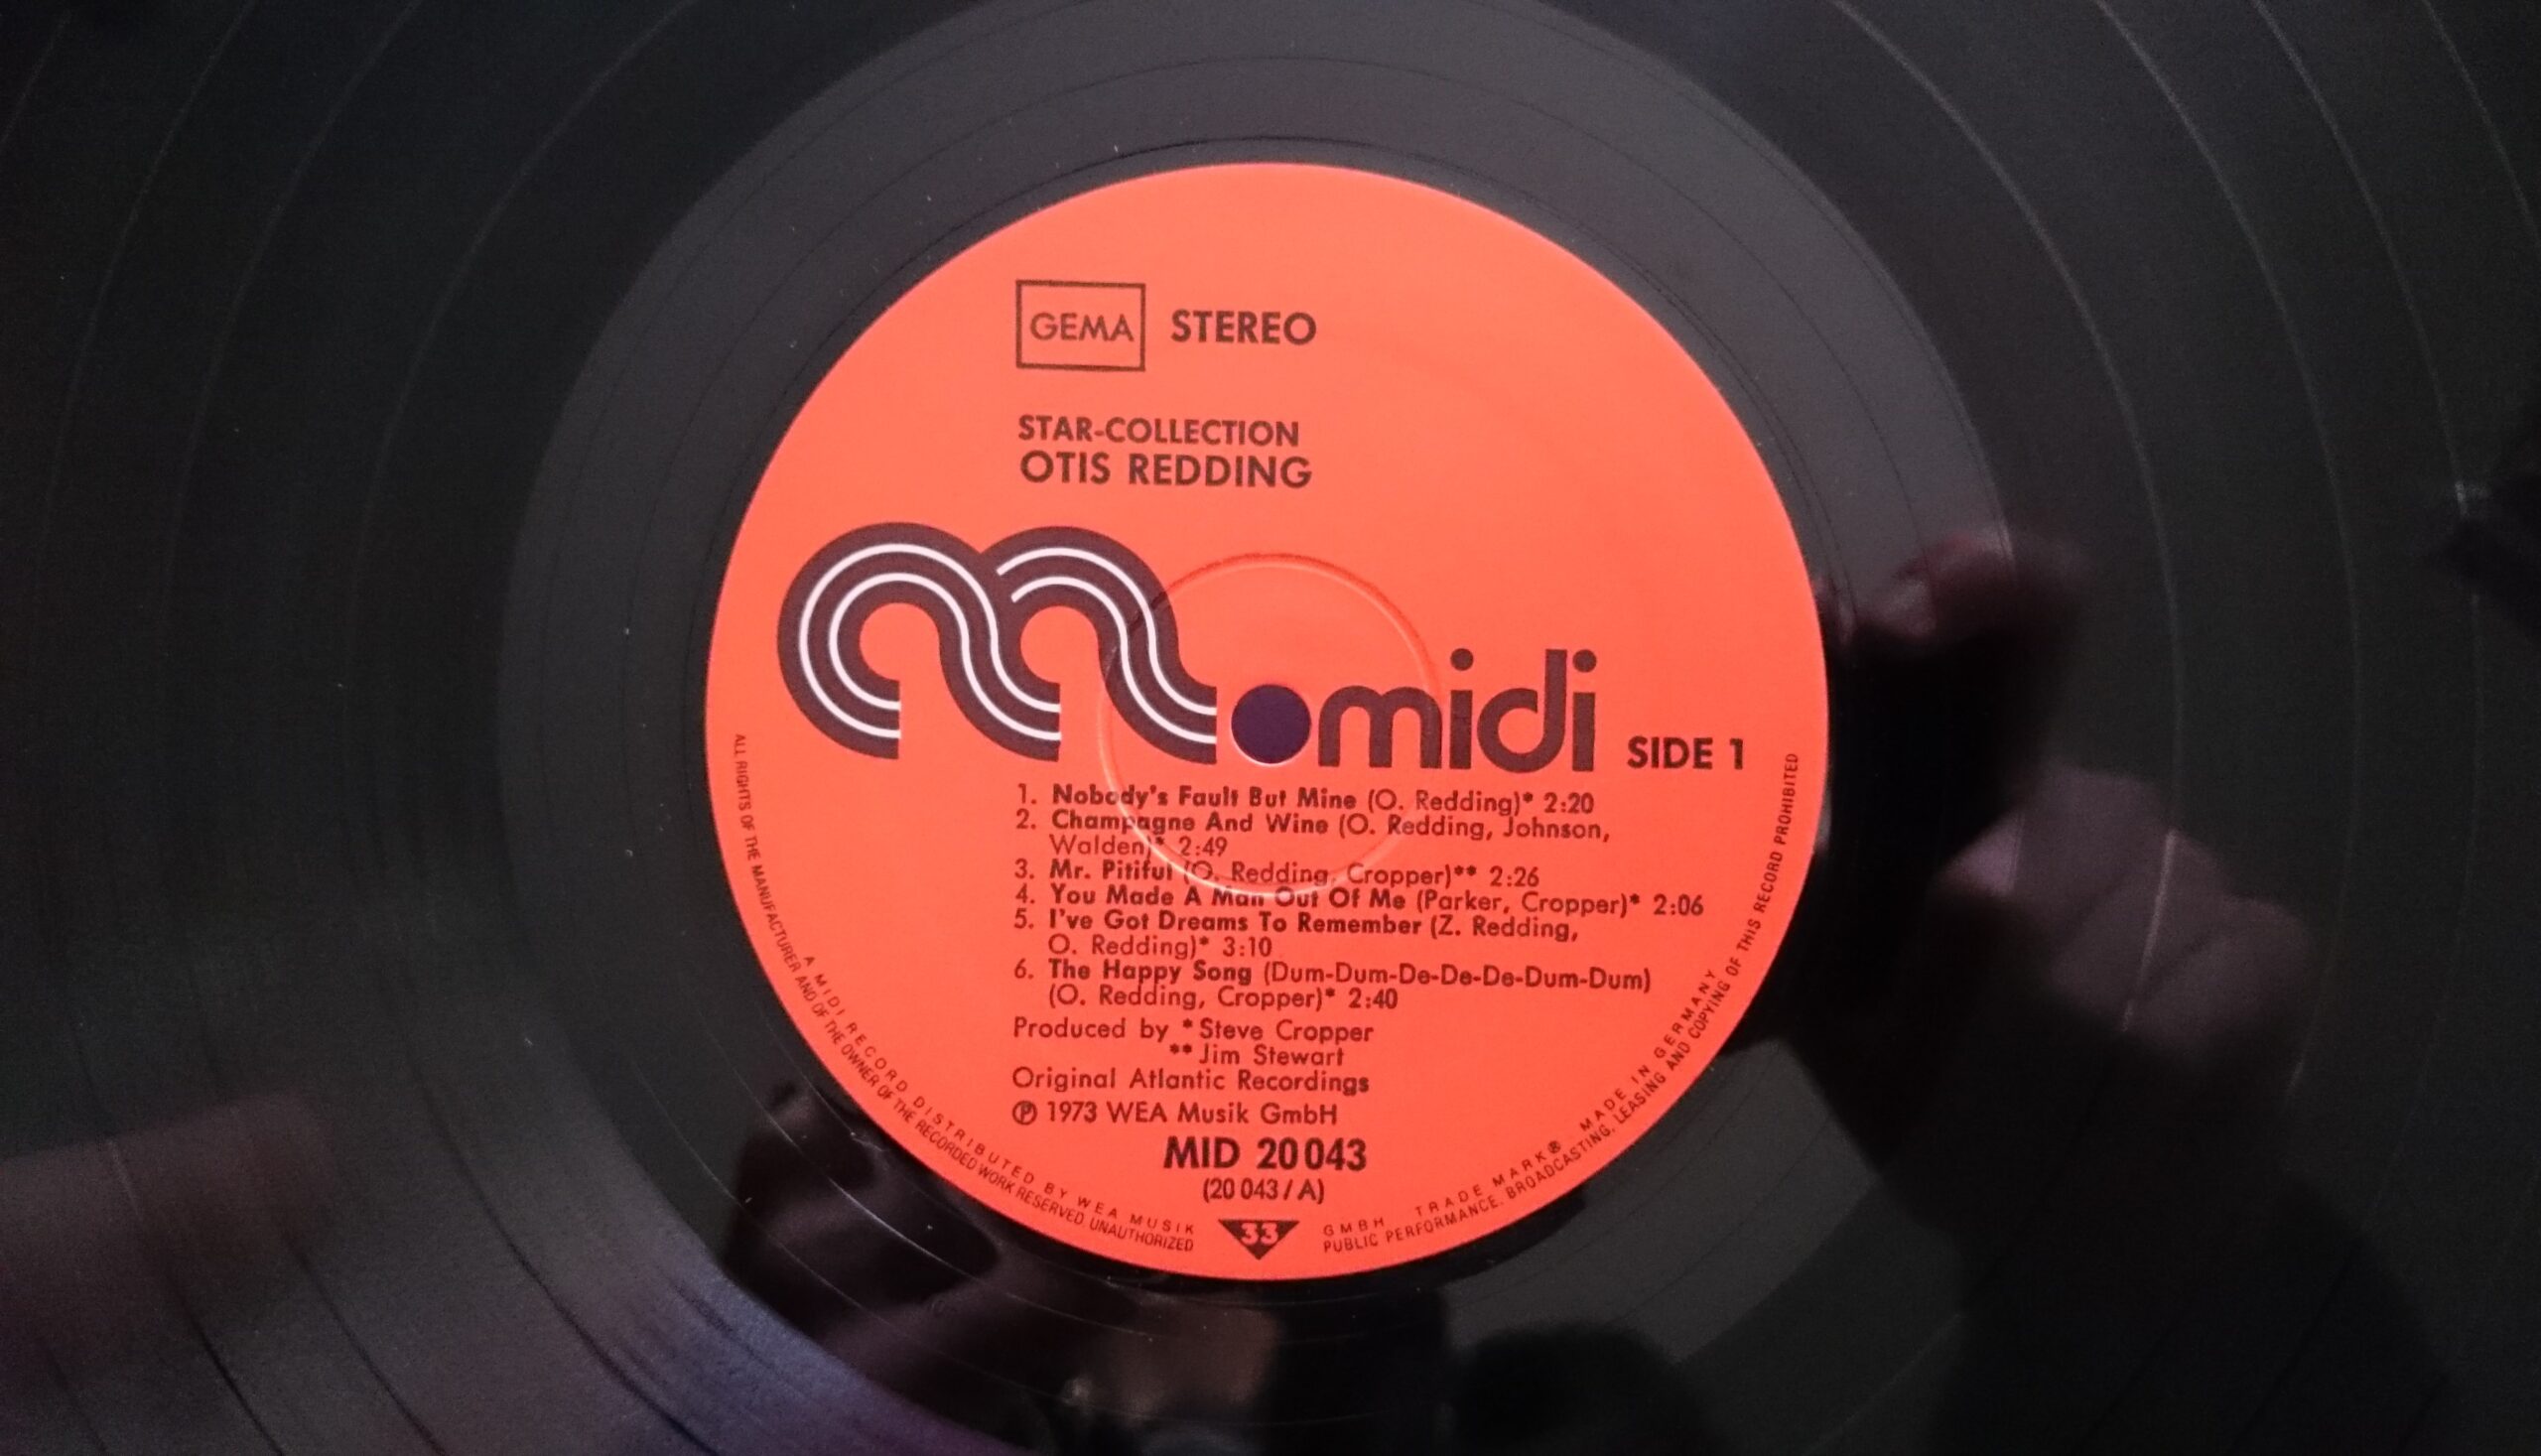 GEMA STEREO
STAR-COLLECTION
OTIS REDDING
midi SIDE 1
1. Nobody's Fault But Mine (O. Redding)* 2:20
2. Champagne And Wine (O. Redding, Johnson,
Walden)* 2:49
3. Mr. Pitiful (O. Redding, Cropper)** 2:26
4. You Made A Man Out Of Me (Parker, Cropper)* 2:06
5. I've Got Dreams To Remember (Z. Redding,
O. Redding)* 3:10
6. The Happy Song (Dum-Dum-De-De-De-Dum-Dum)
(O. Redding, Cropper)* 2:40
Produced by *Steve Cropper
**Jim Stewart
Original Atlantic Recordings
℗ 1973 WEA Musik GmbH
MID 20 043
(20 043 / A)
33
A MIDI RECORD DISTRIBUTED BY WEA MUSIK GMBH TRADE MARK® MADE IN GERMANY
ALL RIGHTS OF THE MANUFACTURER AND OF THE OWNER OF THE RECORDED WORK RESERVED. UNAUTHORIZED PUBLIC PERFORMANCE, BROADCASTING, LEASING AND COPYING OF THIS RECORD PROHIBITED